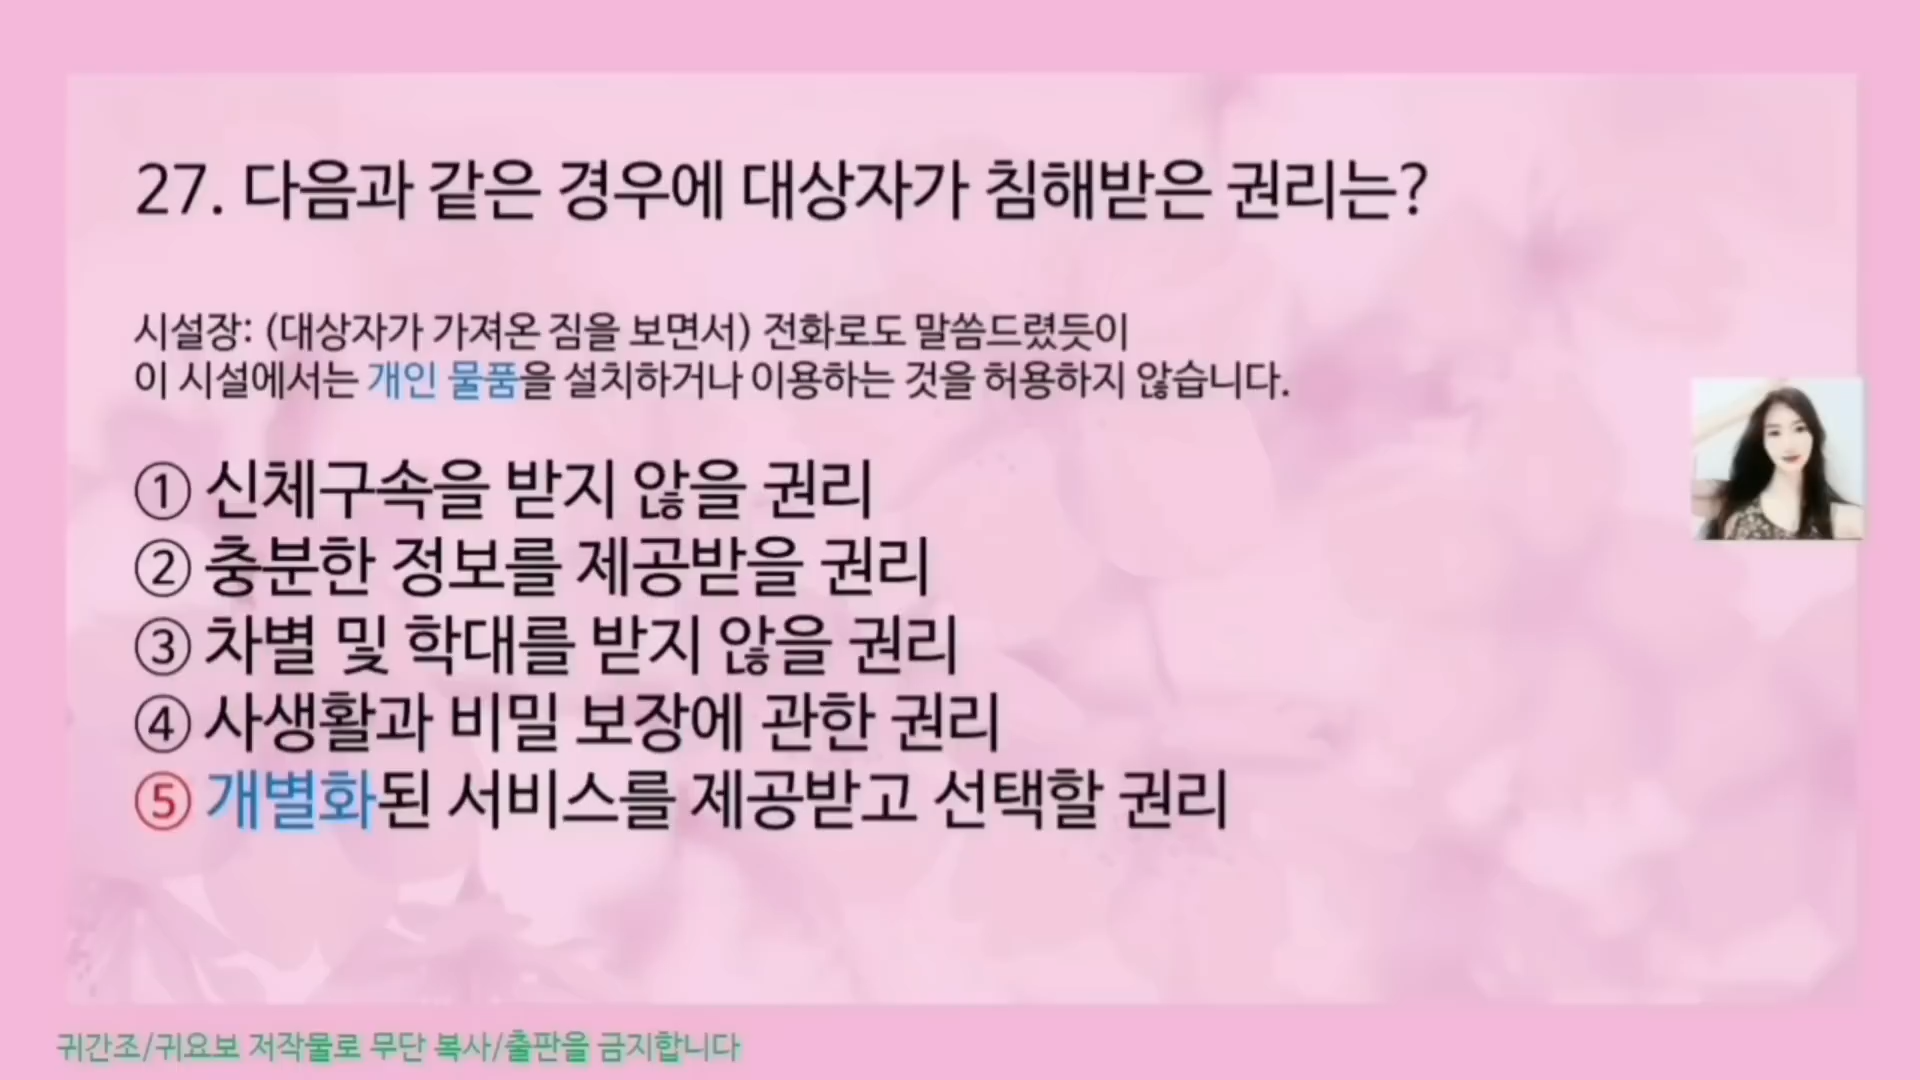 27. 다음과 같은 경우에 대상자가 침해받은 권리는?
시설장: (대상자가 가져온 짐을 보면서) 전화로도 말씀드렸듯이
이 시설에서는 개인 물품을 설치하거나 이용하는 것을 허용하지 않습니다.
① 신체구속을 받지 않을 권리
② 충분한 정보를 제공받을 권리
③ 차별 및 학대를 받지 않을 권리
④ 사생활과 비밀 보장에 관한 권리
⑤ 개별화된 서비스를 제공받고 선택할 권리
귀간조/귀요보 저작물로 무단 복사/출판을 금지합니다